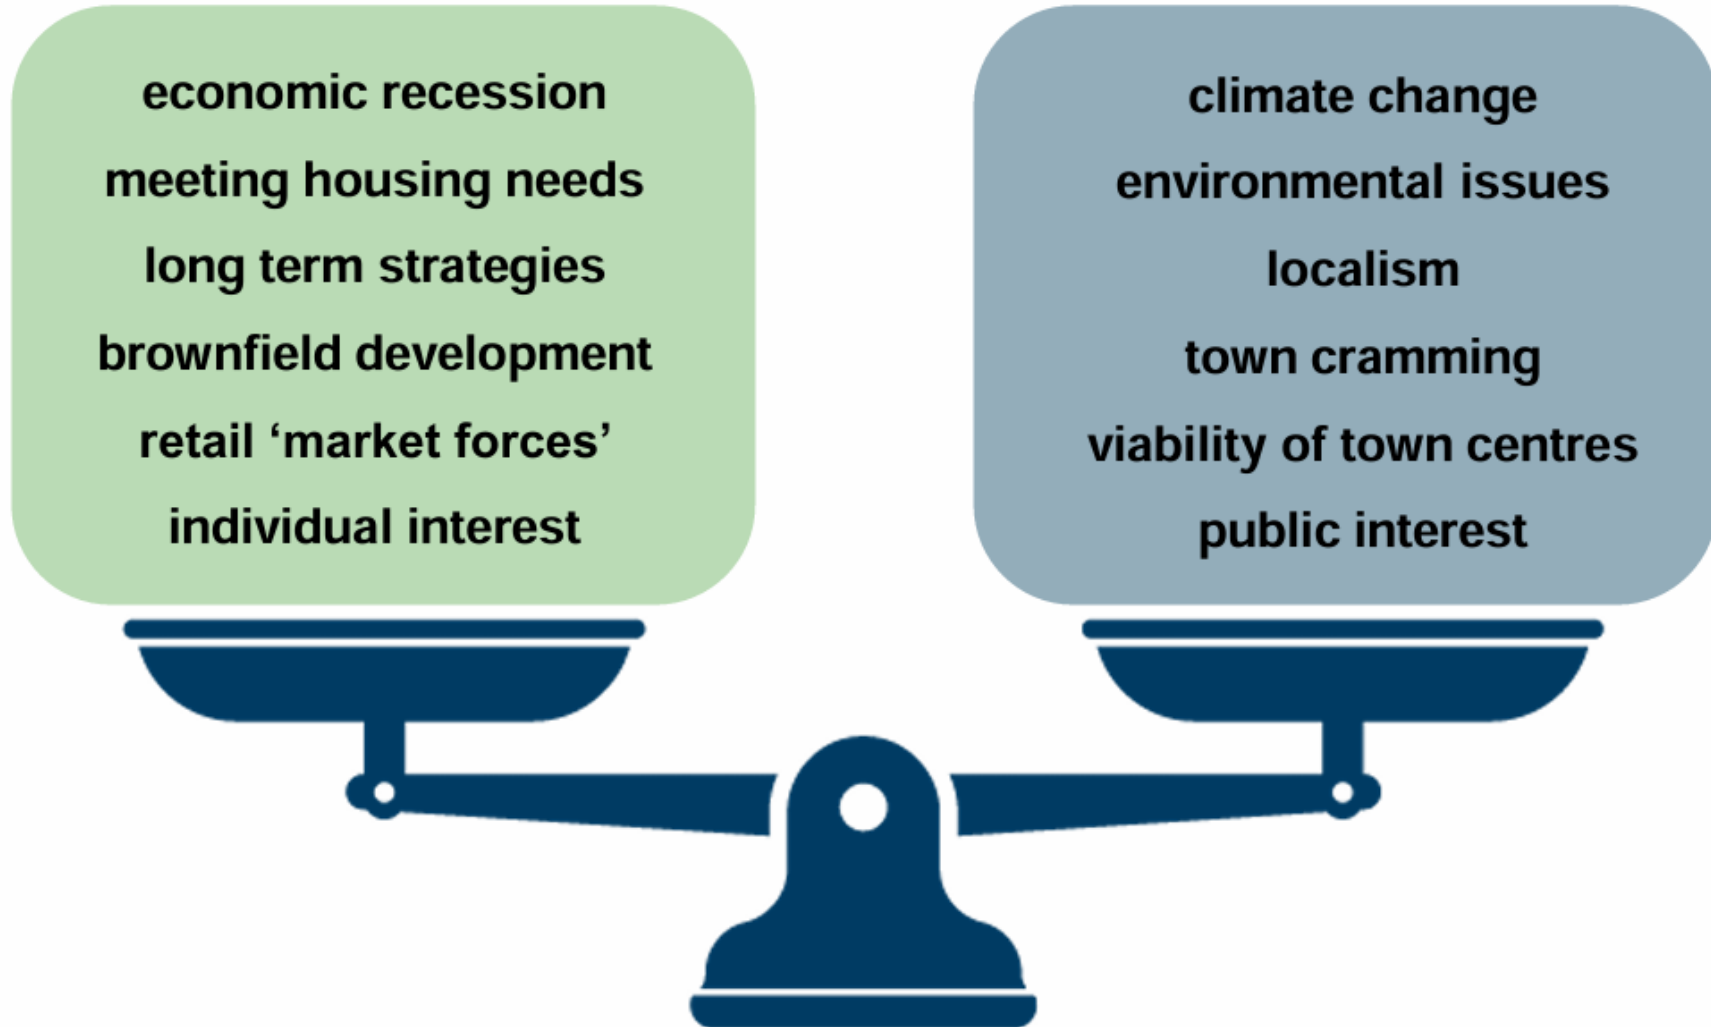 economic recession
meeting housing needs
long term strategies
brownfield development
retail ‘market forces’
individual interest
climate change
environmental issues
localism
town cramming
viability of town centres
public interest